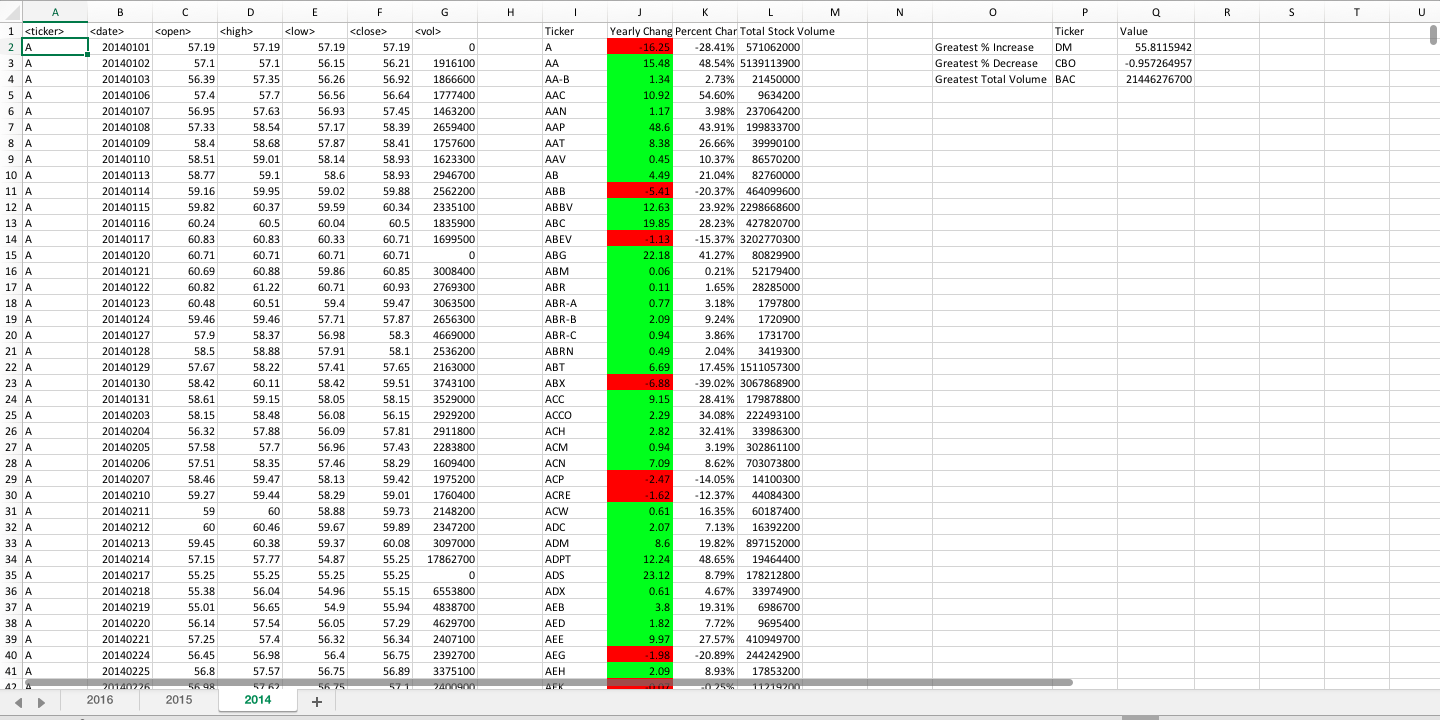 A B C D E F G H I J K L M N O P Q R S T U
1 <ticker> <date> <open> <high> <low> <close> <vol> Ticker Yearly Chang Percent Char Total Stock Volume Ticker Value
2 A 20140101 57.19 57.19 57.19 57.19 0 A -16.25 -28.41% 571062000 Greatest % Increase DM 55.8115942
3 A 20140102 57.1 57.1 56.15 56.21 1916100 AA 15.48 48.54% 5139113900 Greatest % Decrease CBO -0.957264957
4 A 20140103 56.39 57.35 56.26 56.92 1866600 AA-B 1.34 2.73% 21450000 Greatest Total Volume BAC 21446276700
5 A 20140106 57.4 57.7 56.56 56.64 1777400 AAC 10.92 54.60% 9634200
6 A 20140107 56.95 57.63 56.93 57.45 1463200 AAN 1.17 3.98% 237064200
7 A 20140108 57.33 58.54 57.17 58.39 2659400 AAP 48.6 43.91% 199833700
8 A 20140109 58.4 58.68 57.87 58.41 1757600 AAT 8.38 26.66% 39990100
9 A 20140110 58.51 59.01 58.14 58.93 1623300 AAV 0.45 10.37% 86570200
10 A 20140113 58.77 59.1 58.6 58.93 2946700 AB 4.49 21.04% 82760000
11 A 20140114 59.16 59.95 59.02 59.88 2562200 ABB -5.41 -20.37% 464099600
12 A 20140115 59.82 60.37 59.59 60.34 2335100 ABBV 12.63 23.92% 2298668600
13 A 20140116 60.24 60.5 60.04 60.5 1835900 ABC 19.85 28.23% 427820700
14 A 20140117 60.83 60.83 60.33 60.71 1699500 ABEV -1.13 -15.37% 3202770300
15 A 20140120 60.71 60.71 60.71 60.71 0 ABG 22.18 41.27% 80829900
16 A 20140121 60.69 60.88 59.86 60.85 3008400 ABM 0.06 0.21% 52179400
17 A 20140122 60.82 61.22 60.71 60.93 2769300 ABR 0.11 1.65% 28285000
18 A 20140123 60.48 60.51 59.4 59.47 3063500 ABR-A 0.77 3.18% 1797800
19 A 20140124 59.46 59.46 57.71 57.87 2656300 ABR-B 2.09 9.24% 1720900
20 A 20140127 57.9 58.37 56.98 58.3 4669000 ABR-C 0.94 3.86% 1731700
21 A 20140128 58.5 58.88 57.91 58.1 2536200 ABRN 0.49 2.04% 3419300
22 A 20140129 57.67 58.22 57.41 57.65 2163000 ABT 6.69 17.45% 1511057300
23 A 20140130 58.42 60.11 58.42 59.51 3743100 ABX -6.88 -39.02% 3067868900
24 A 20140131 58.61 59.15 58.05 58.15 3529000 ACC 9.15 28.41% 179878800
25 A 20140203 58.15 58.48 56.08 56.15 2929200 ACCO 2.29 34.08% 222493100
26 A 20140204 56.32 57.88 56.09 57.81 2911800 ACH 2.82 32.41% 33986300
27 A 20140205 57.58 57.7 56.96 57.43 2283800 ACM 0.94 3.19% 302861100
28 A 20140206 57.51 58.35 57.46 58.29 1609400 ACN 7.09 8.62% 703073800
29 A 20140207 58.46 59.47 58.13 59.42 1975200 ACP -2.47 -14.05% 14100300
30 A 20140210 59.27 59.44 58.29 59.01 1760400 ACRE -1.62 -12.37% 44084300
31 A 20140211 59 60 58.88 59.73 2148200 ACW 0.61 16.35% 60187400
32 A 20140212 60 60.46 59.67 59.89 2347200 ADC 2.07 7.13% 16392200
33 A 20140213 59.45 60.38 59.37 60.08 3097000 ADM 8.6 19.82% 897152000
34 A 20140214 57.15 57.77 54.87 55.25 17862700 ADPT 12.24 48.65% 19464400
35 A 20140217 55.25 55.25 55.25 55.25 0 ADS 23.12 8.79% 178212800
36 A 20140218 55.38 56.04 54.96 55.15 6553800 ADX 0.61 4.67% 33974900
37 A 20140219 55.01 56.65 54.9 55.94 4838700 AEB 3.8 19.31% 6986700
38 A 20140220 56.14 57.54 56.05 57.29 4629700 AED 1.82 7.72% 9695400
39 A 20140221 57.25 57.4 56.32 56.34 2407100 AEE 9.97 27.57% 410949700
40 A 20140224 56.45 56.98 56.4 56.75 2392700 AEG -1.98 -20.89% 244242900
41 A 20140225 56.8 57.57 56.75 56.89 3375100 AEH 2.09 8.93% 17853200
42 A 20140226 56.98 57.62 56.75 57.1 2400900 AEK -0.07 -0.25% 11219200
2016 2015 2014 +